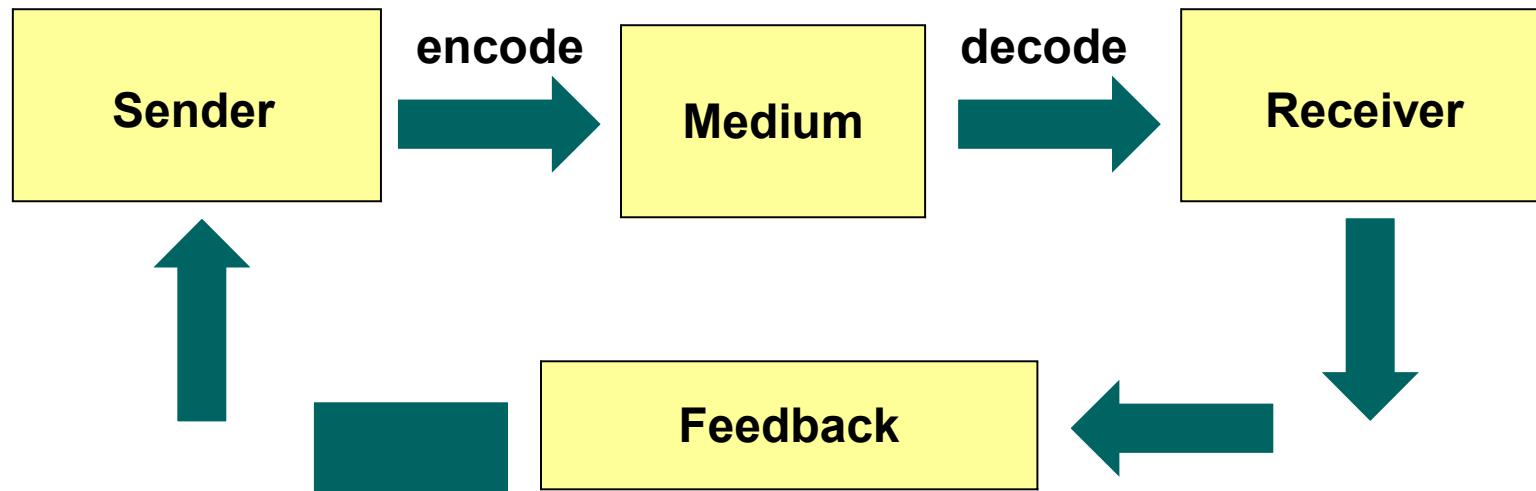 encode
decode
Sender
Medium
Receiver
Feedback